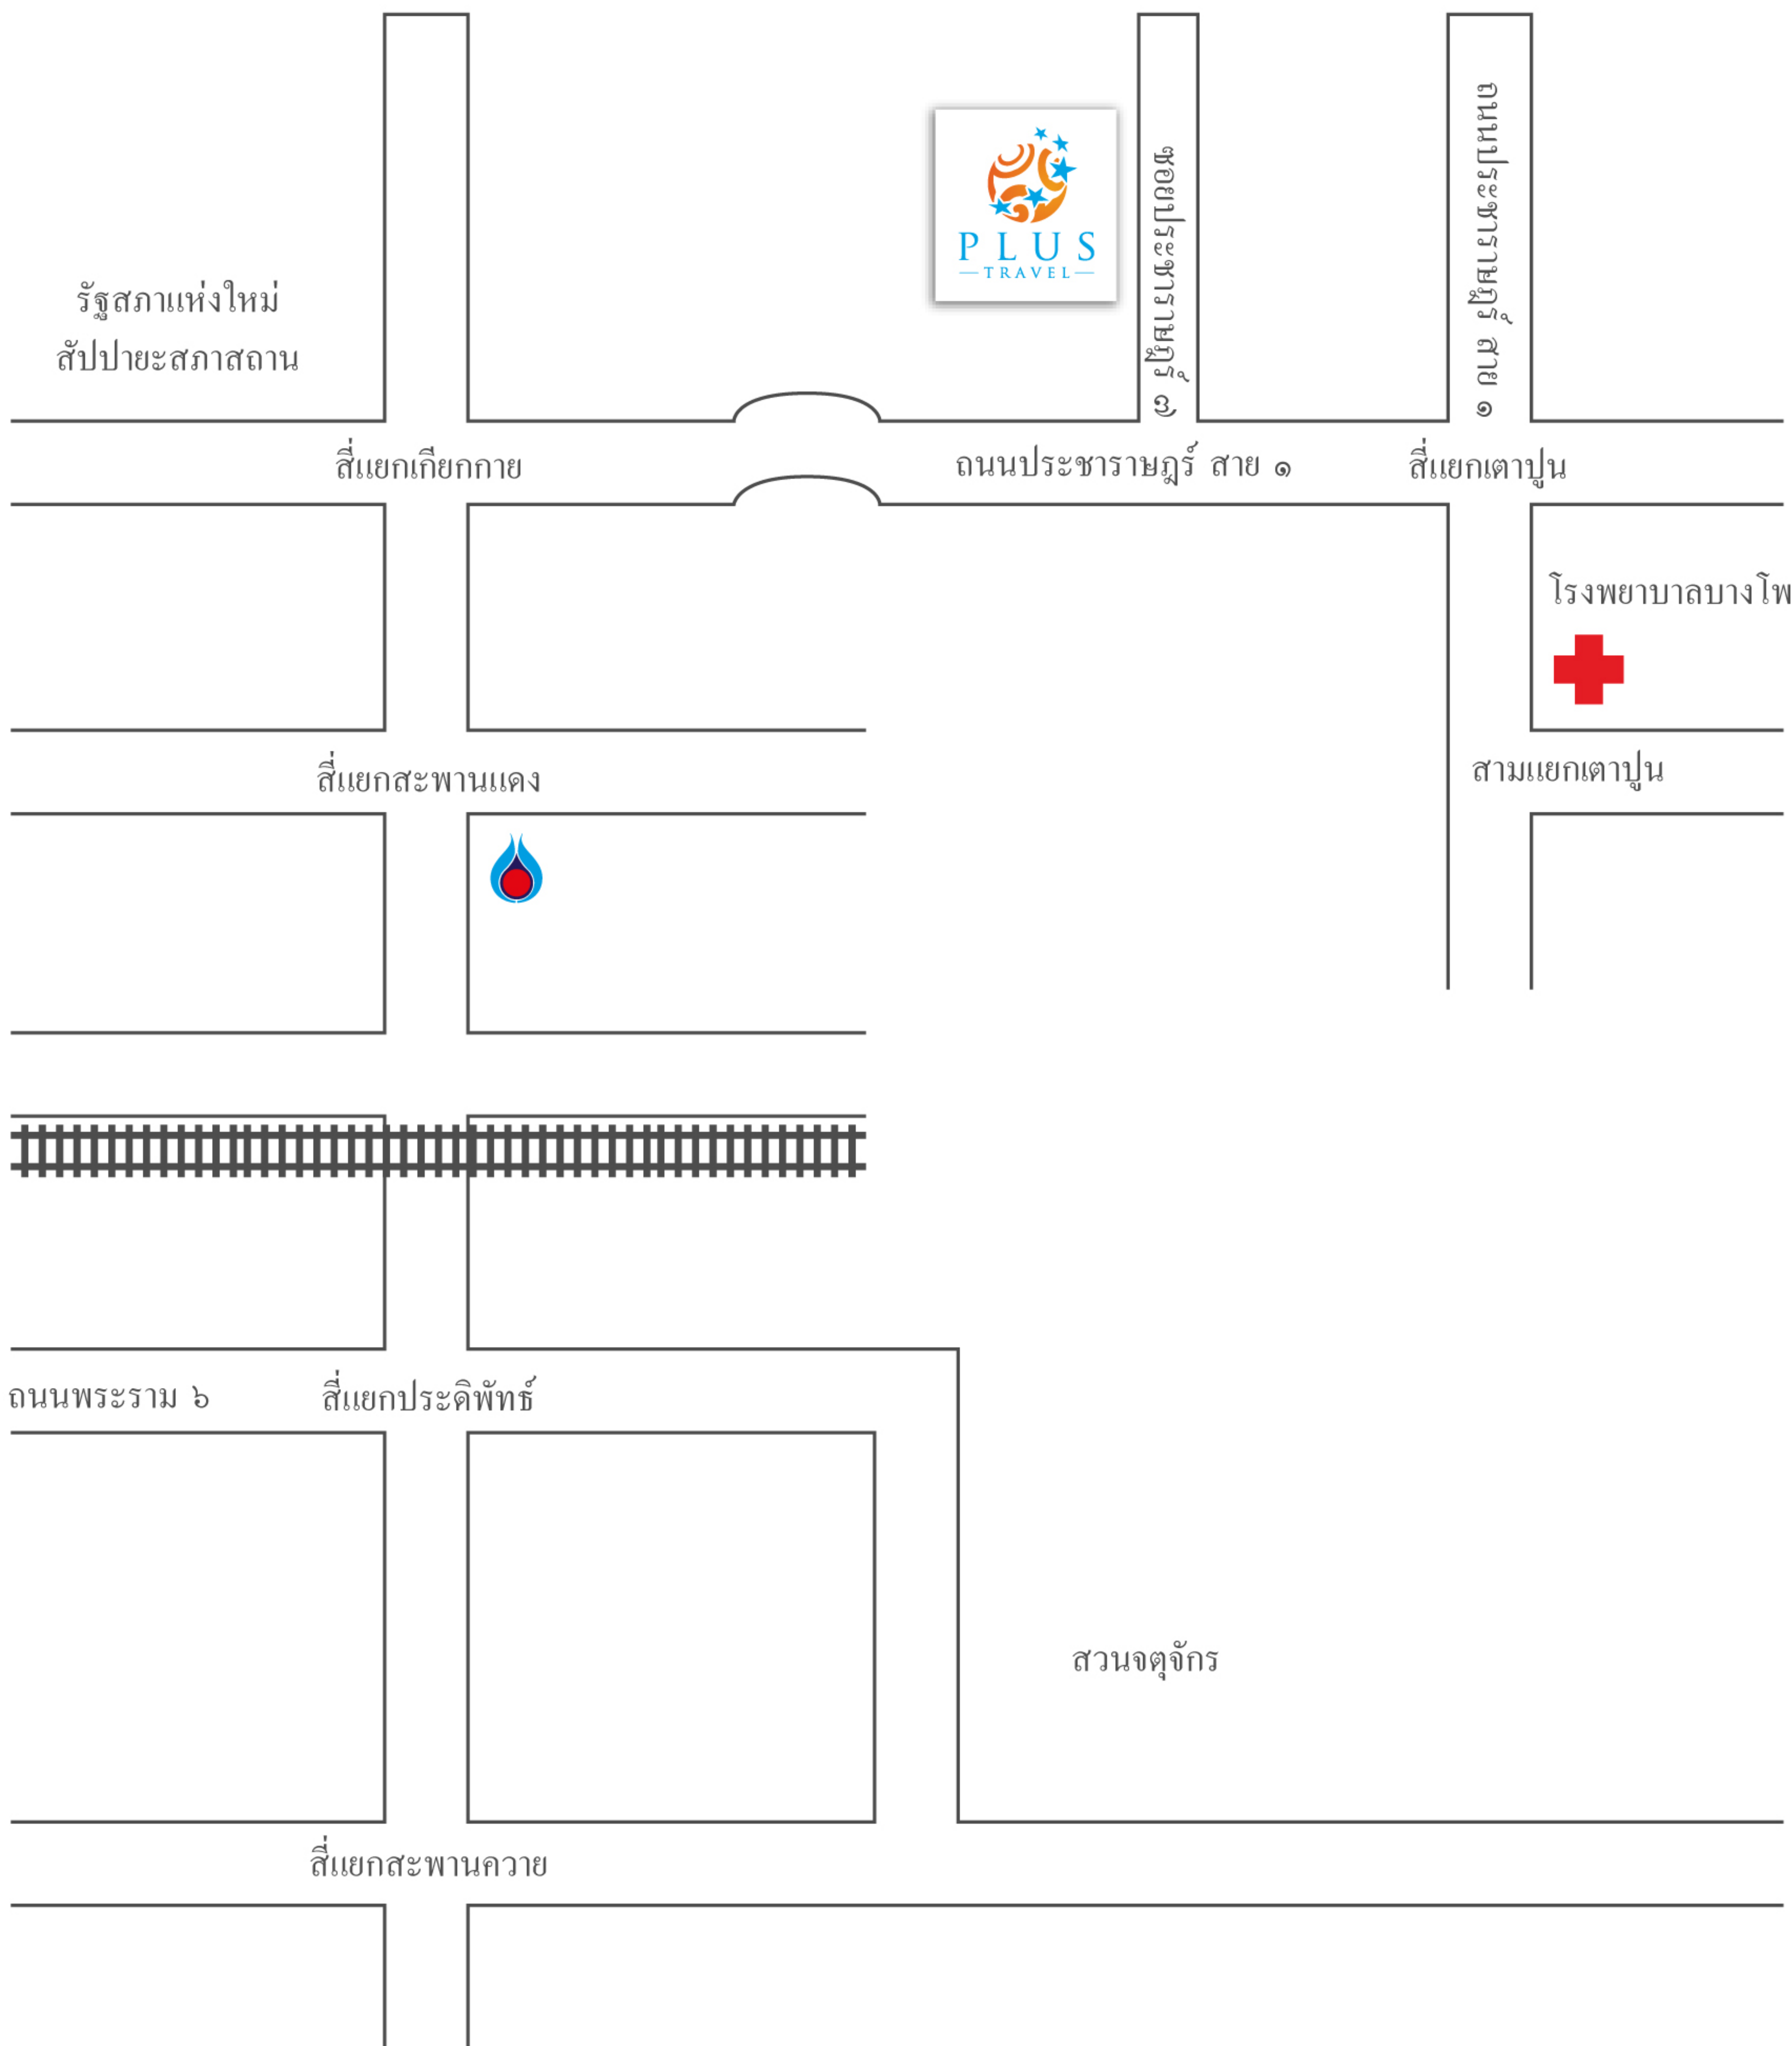 PLUS
TRAVEL
ซอยประชาราษฎร์ ๓
ถนนประชาราษฎร์ สาย ๑
รัฐสภาแห่งใหม่
สัปปายะสภาสถาน
สี่แยกเกียกกาย
ถนนประชาราษฎร์ สาย ๑
สี่แยกเตาปูน
โรงพยาบาลบางโพ
สี่แยกสะพานแดง
สามแยกเตาปูน
ถนนพระราม ๖
สี่แยกประดิพัทธ์
สวนจตุจักร
สี่แยกสะพานควาย